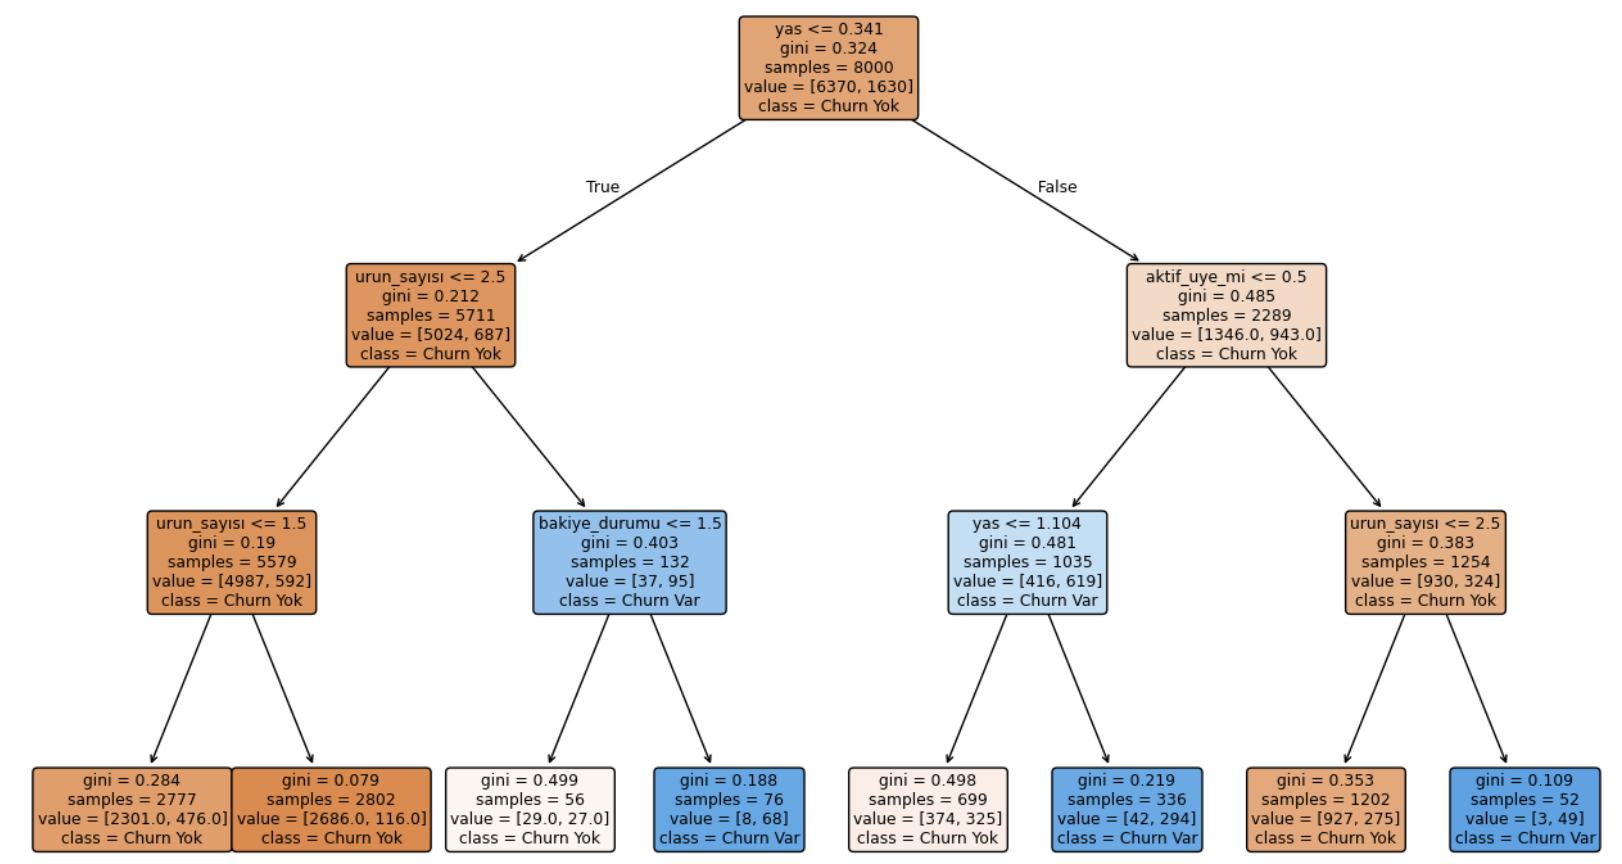 yas <= 0.341
gini = 0.324
samples = 8000
value = [6370, 1630]
class = Churn Yok
True
False
urun_sayısı <= 2.5
gini = 0.212
samples = 5711
value = [5024, 687]
class = Churn Yok
aktif_uye_mi <= 0.5
gini = 0.485
samples = 2289
value = [1346.0, 943.0]
class = Churn Yok
urun_sayısı <= 1.5
gini = 0.19
samples = 5579
value = [4987, 592]
class = Churn Yok
bakiye_durumu <= 1.5
gini = 0.403
samples = 132
value = [37, 95]
class = Churn Var
yas <= 1.104
gini = 0.481
samples = 1035
value = [416, 619]
class = Churn Var
urun_sayısı <= 2.5
gini = 0.383
samples = 1254
value = [930, 324]
class = Churn Yok
gini = 0.284
samples = 2777
value = [2301.0, 476.0]
class = Churn Yok
gini = 0.079
samples = 2802
value = [2686.0, 116.0]
class = Churn Yok
gini = 0.499
samples = 56
value = [29.0, 27.0]
class = Churn Yok
gini = 0.188
samples = 76
value = [8, 68]
class = Churn Var
gini = 0.498
samples = 699
value = [374, 325]
class = Churn Yok
gini = 0.219
samples = 336
value = [42, 294]
class = Churn Var
gini = 0.353
samples = 1202
value = [927, 275]
class = Churn Yok
gini = 0.109
samples = 52
value = [3, 49]
class = Churn Var